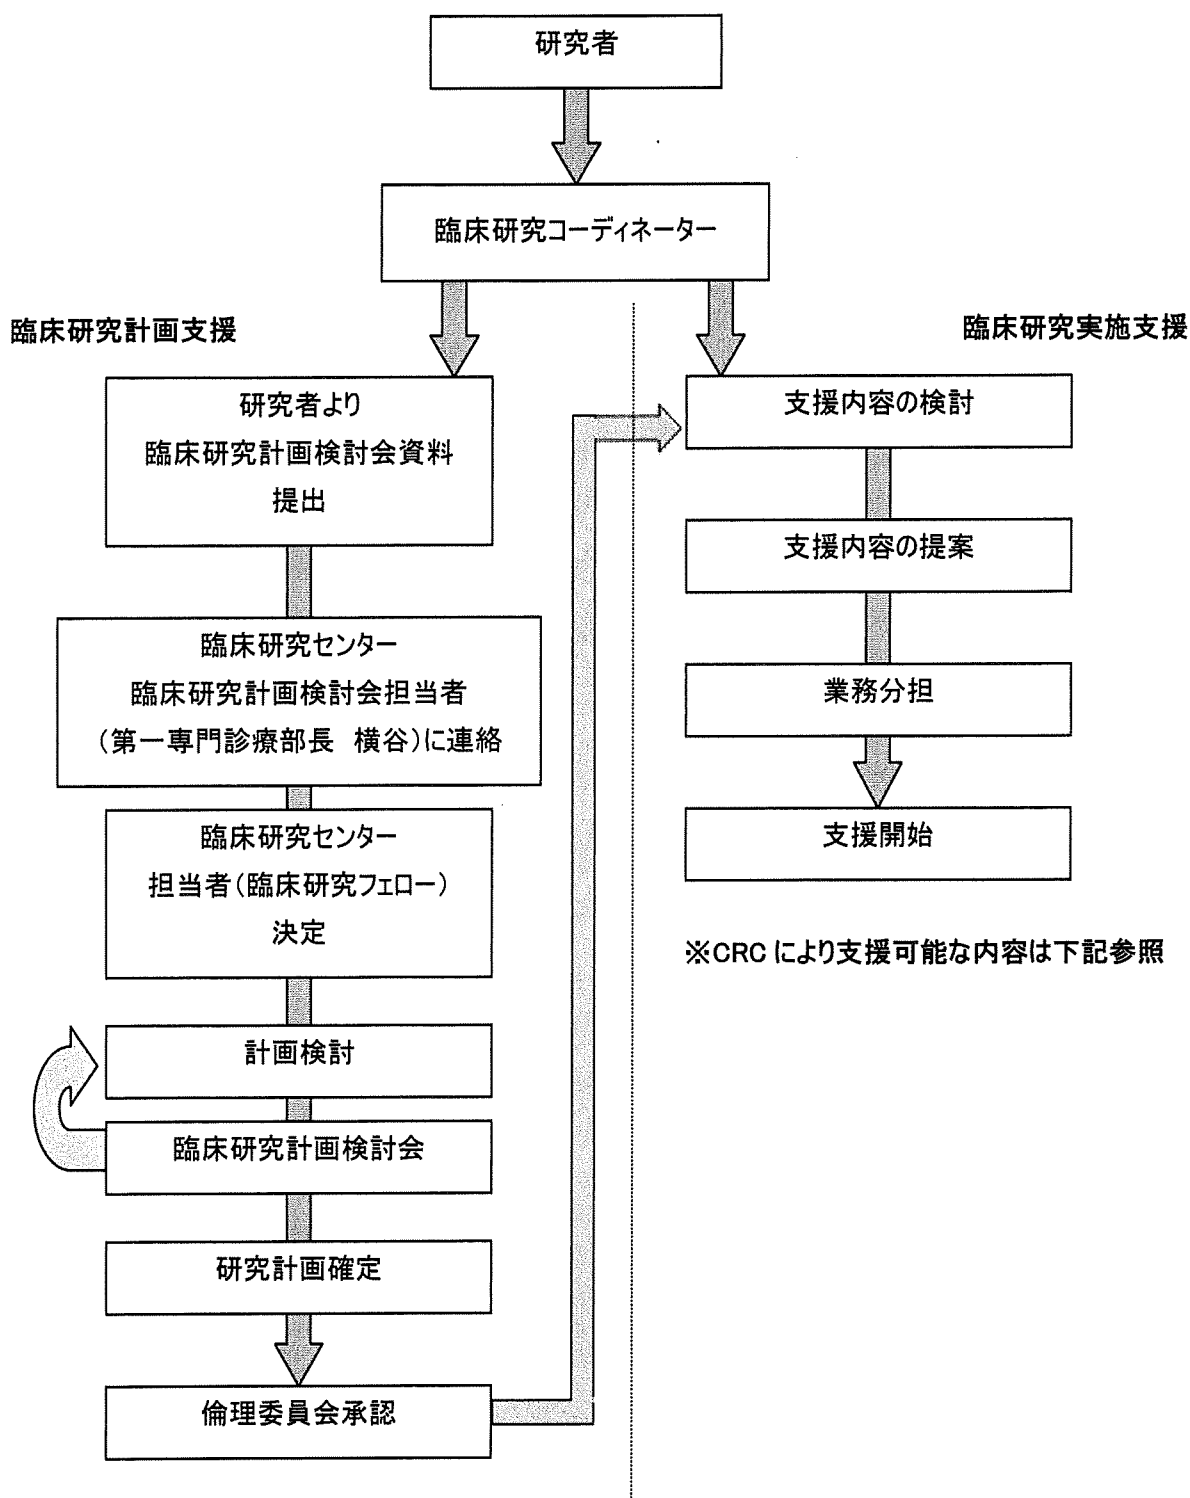 研究者
臨床研究コーディネーター
臨床研究計画支援
研究者より
臨床研究計画検討会資料
提出
臨床研究センター
臨床研究計画検討会担当者
（第一専門診療部長　横谷）に連絡
臨床研究センター
担当者（臨床研究フェロー）
決定
計画検討
臨床研究計画検討会
研究計画確定
倫理委員会承認
臨床研究実施支援
支援内容の検討
支援内容の提案
業務分担
支援開始
※CRC により支援可能な内容は下記参照